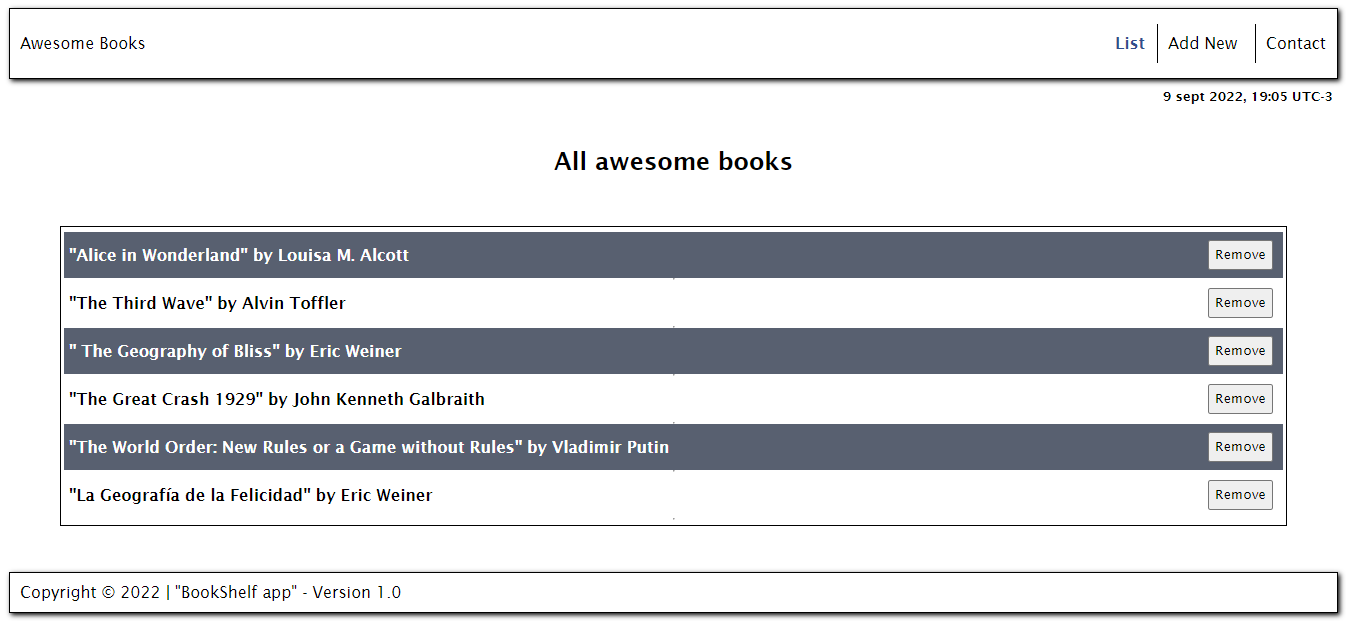 Awesome Books
List
Add New
Contact
9 sept 2022, 19:05 UTC-3
All awesome books
"Alice in Wonderland" by Louisa M. Alcott
Remove
"The Third Wave" by Alvin Toffler
Remove
" The Geography of Bliss" by Eric Weiner
Remove
"The Great Crash 1929" by John Kenneth Galbraith
Remove
"The World Order: New Rules or a Game without Rules" by Vladimir Putin
Remove
"La Geografía de la Felicidad" by Eric Weiner
Remove
Copyright © 2022 | "BookShelf app" - Version 1.0